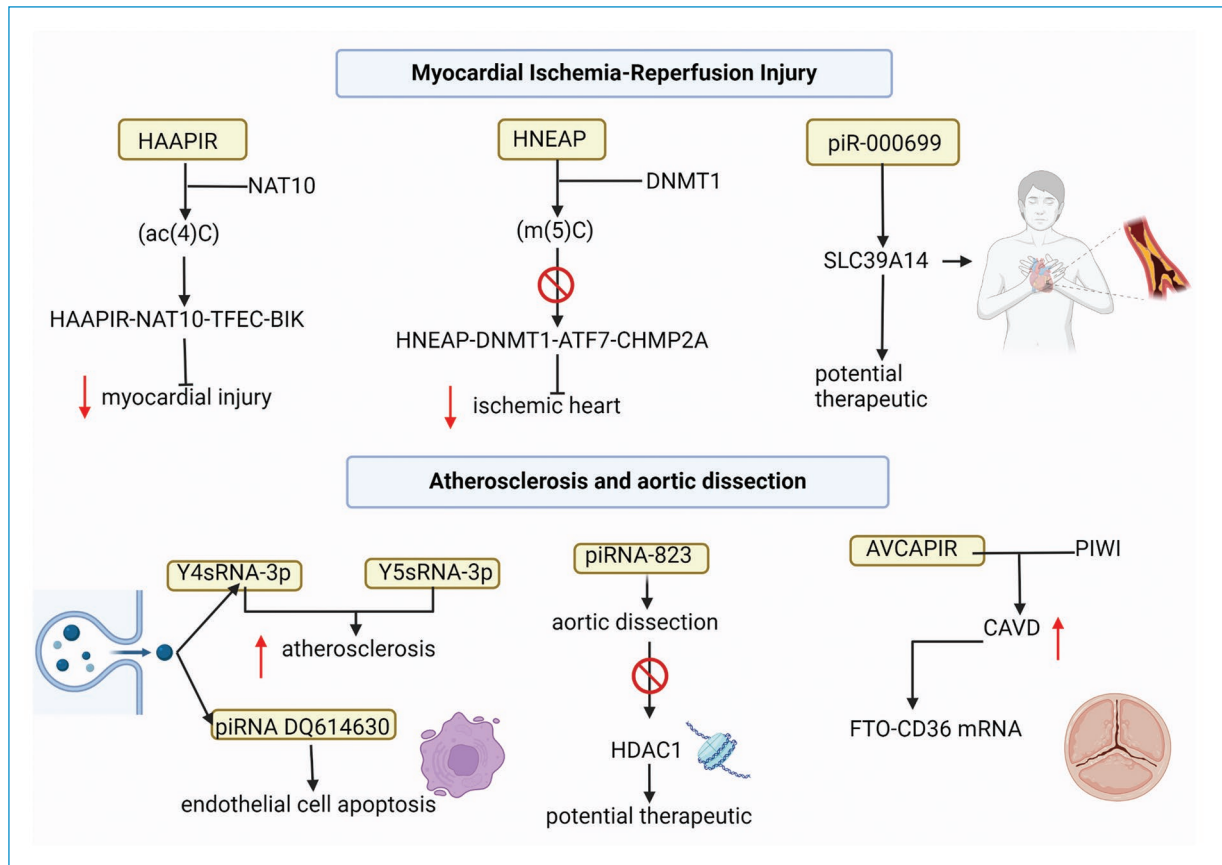 Myocardial Ischemia-Reperfusion Injury
HAAPIR
NAT10
(ac(4)C)
HAAPIR-NAT10-TFEC-BIK
myocardial injury
HNEAP
DNMT1
(m(5)C)
HNEAP-DNMT1-ATF7-CHMP2A
ischemic heart
piR-000699
SLC39A14
potential
therapeutic
Atherosclerosis and aortic dissection
Y4sRNA-3p
Y5sRNA-3p
atherosclerosis
piRNA DQ614630
endothelial cell apoptosis
piRNA-823
aortic dissection
HDAC1
potential therapeutic
AVCAPIR
PIWI
CAVD
FTO-CD36 mRNA